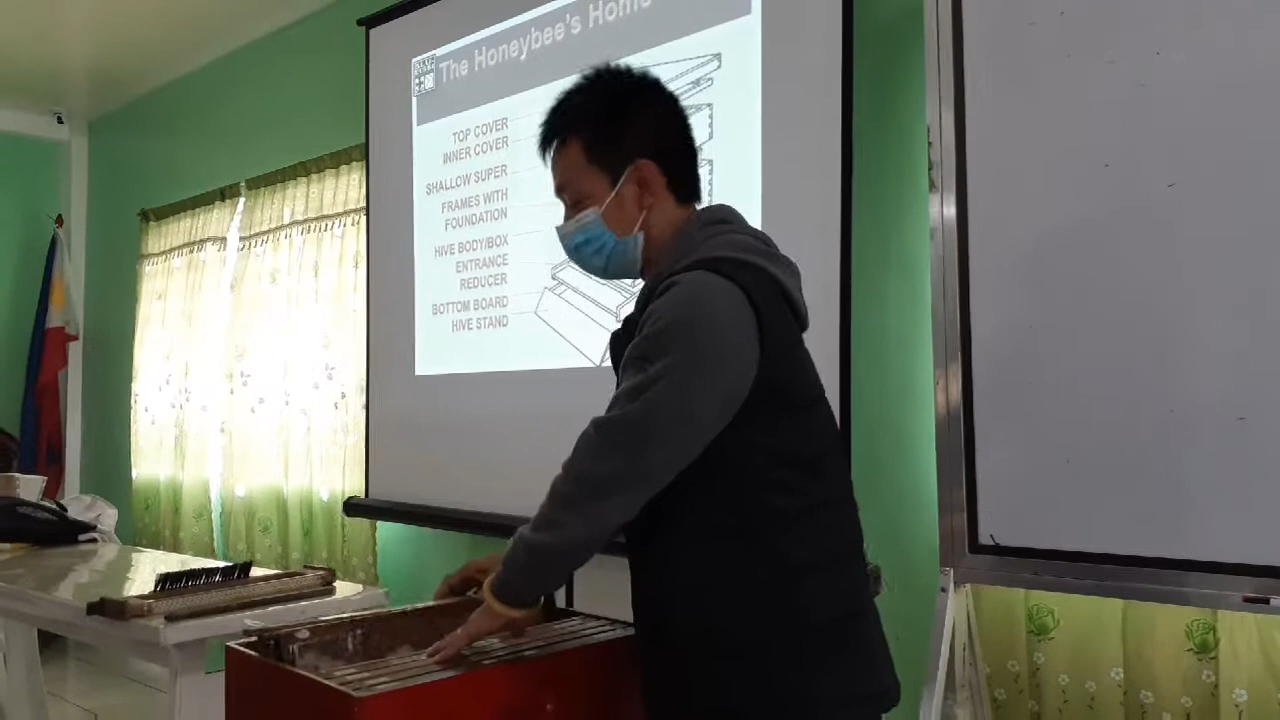 The Honeybee's Home
TOP COVER
INNER COVER
SHALLOW SUPER
FRAMES WITH
FOUNDATION
HIVE BODY/BOX
ENTRANCE
REDUCER
BOTTOM BOARD
HIVE STAND